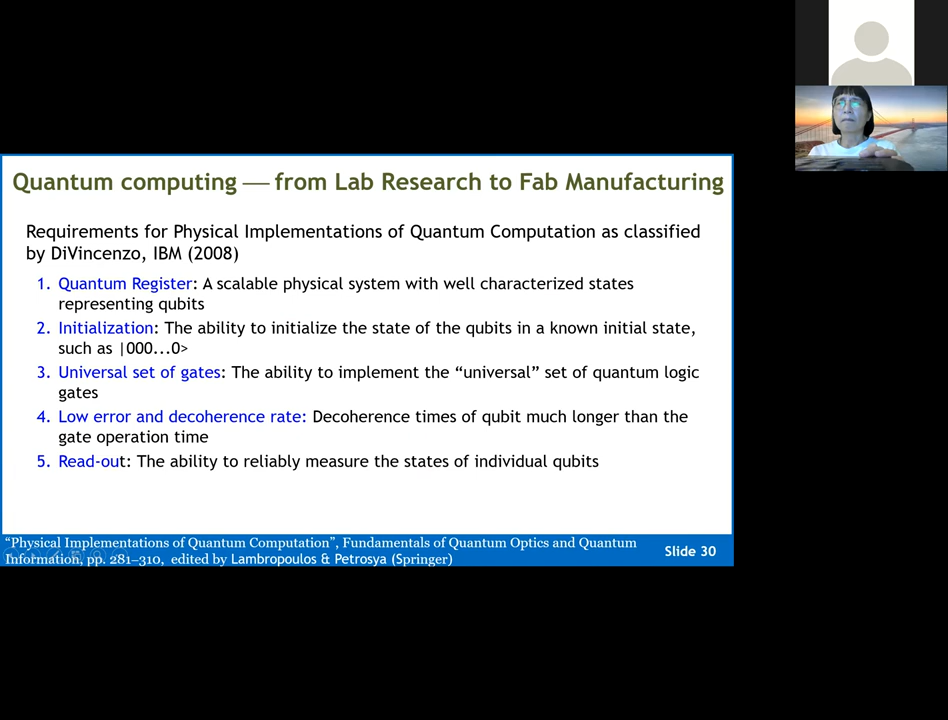 Quantum computing — from Lab Research to Fab Manufacturing
Requirements for Physical Implementations of Quantum Computation as classified
by DiVincenzo, IBM (2008)
1. Quantum Register: A scalable physical system with well characterized states
representing qubits
2. Initialization: The ability to initialize the state of the qubits in a known initial state,
such as |000...0>
3. Universal set of gates: The ability to implement the “universal” set of quantum logic
gates
4. Low error and decoherence rate: Decoherence times of qubit much longer than the
gate operation time
5. Read-out: The ability to reliably measure the states of individual qubits
“Physical Implementations of Quantum Computation”, Fundamentals of Quantum Optics and Quantum
Information, pp. 281–310, edited by Lambropoulos & Petrosya (Springer)
Slide 30